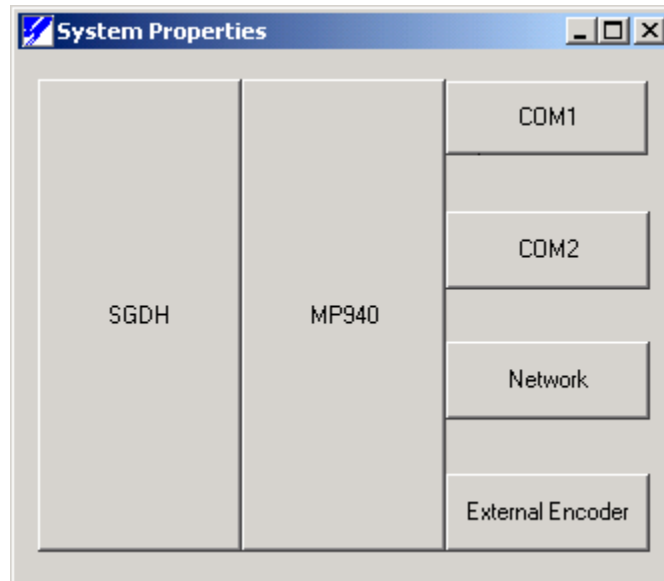 System Properties
COM1
COM2
SGDH
MP940
Network
External Encoder